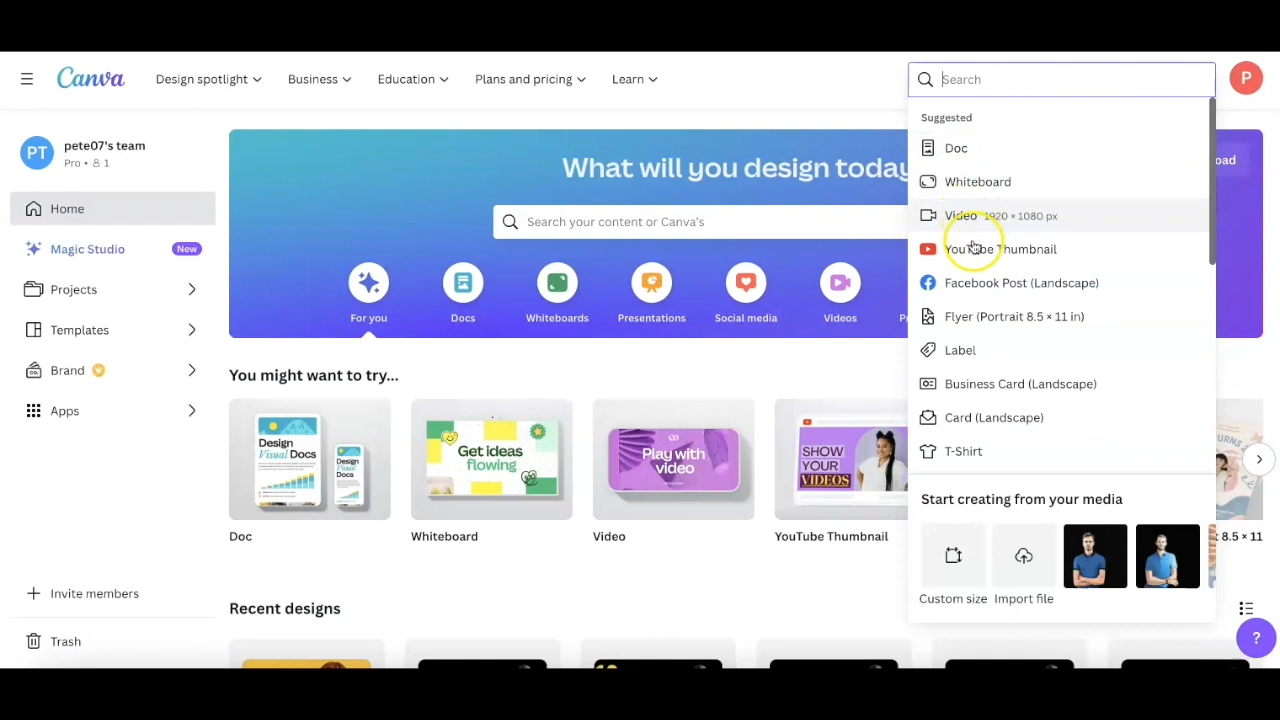 Canva
Design spotlight
Business
Education
Plans and pricing
Learn
Search
P
PT
pete07's team
Pro • 1
Home
Magic Studio New
Projects
Templates
Brand
Apps
Invite members
Trash
What will you design today
Search your content or Canva's
For you
Docs
Whiteboards
Presentations
Social media
Videos
oad
You might want to try...
Design
Visual Docs
Design
Visual
Docs
Doc
Get ideas
flowing
Whiteboard
Play with
video
Video
SHOW
YOUR
VIDEOS
YouTube Thumbnail
8.5 × 11
Recent designs
Suggested
Doc
Whiteboard
Video 1920 × 1080 px
YouTube Thumbnail
Facebook Post (Landscape)
Flyer (Portrait 8.5 × 11 in)
Label
Business Card (Landscape)
Card (Landscape)
T-Shirt
Start creating from your media
Custom size
Import file
?